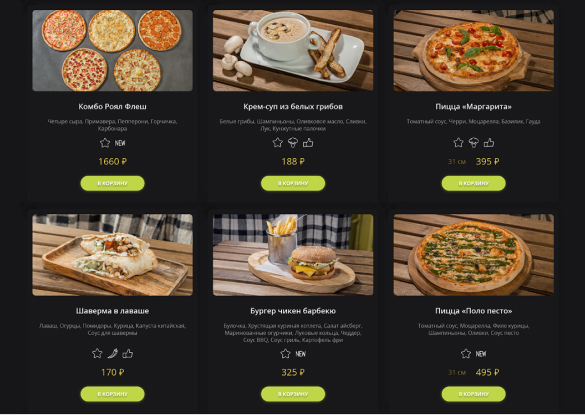 Комбо Роял Флеш
Четыре сыра, Примавера, Пепперони, Горчичка,
Карбонара
NEW
1660 ₽
В КОРЗИНУ
Крем-суп из белых грибов
Белые грибы, Шампиньоны, Оливковое масло, Сливки,
Лук, Кунжутные палочки
188 ₽
В КОРЗИНУ
Пицца «Маргарита»
Томатный соус, Черри, Моцарелла, Базилик, Гауда
31 см 395 ₽
В КОРЗИНУ
Шаверма в лаваше
Лаваш, Огурцы, Помидоры, Курица, Капуста китайская,
Соус для шавермы
170 ₽
В КОРЗИНУ
Бургер чикен барбекю
Булочка, Хрустящая куриная котлета, Салат айсберг,
Маринованные огурчики, Луковые кольца, Чеддер,
Соус BBQ, Соус гриль, Картофель фри
NEW
325 ₽
В КОРЗИНУ
Пицца «Поло песто»
Томатный соус, Моцарелла, Филе курицы,
Шампиньоны, Оливки, Соус песто
NEW
31 см 495 ₽
В КОРЗИНУ